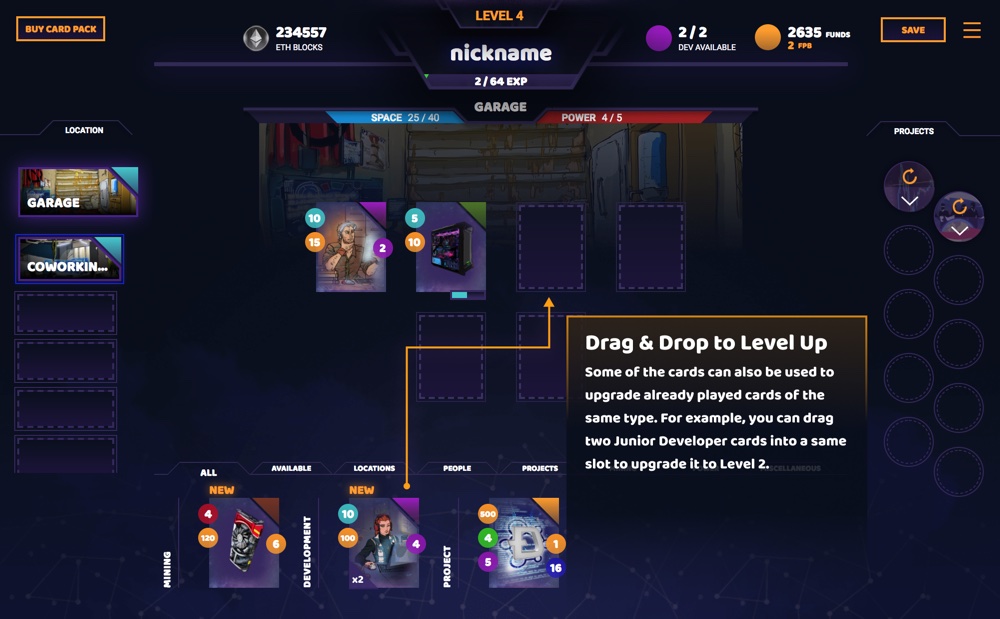 BUY CARD PACK
234557
ETH BLOCKS
LEVEL 4
nickname
2 / 64 EXP
2 / 2
DEV AVAILABLE
2635 FUNDS
2 FPB
SAVE
GARAGE
SPACE 25 / 40
POWER 4 / 5
LOCATION
GARAGE
COWORKIN...
PROJECTS
10
15
2
5
10
Drag & Drop to Level Up
Some of the cards can also be used to
upgrade already played cards of the
same type. For example, you can drag
two Junior Developer cards into a same
slot to upgrade it to Level 2.
ALL
AVAILABLE
LOCATIONS
PEOPLE
PROJECTS
MINING
NEW
4
120
6
DEVELOPMENT
NEW
10
100
4
x2
PROJECT
500
4
5
1
16